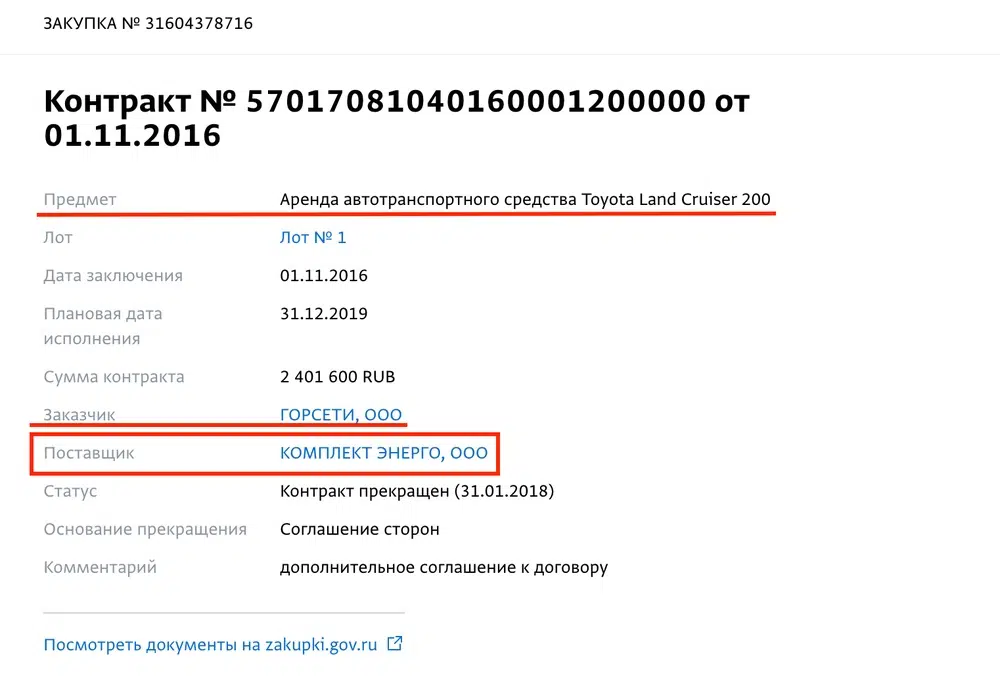 ЗАКУПКА № 31604378716
Контракт № 57017081040160001200000 от
01.11.2016
Предмет Аренда автотранспортного средства Toyota Land Cruiser 200
Лот Лот № 1
Дата заключения 01.11.2016
Плановая дата 31.12.2019
исполнения
Сумма контракта 2 401 600 RUB
Заказчик ГОРСЕТИ, ООО
Поставщик КОМПЛЕКТ ЭНЕРГО, ООО
Статус Контракт прекращен (31.01.2018)
Основание прекращения Соглашение сторон
Комментарий дополнительное соглашение к договору
Посмотреть документы на zakupki.gov.ru